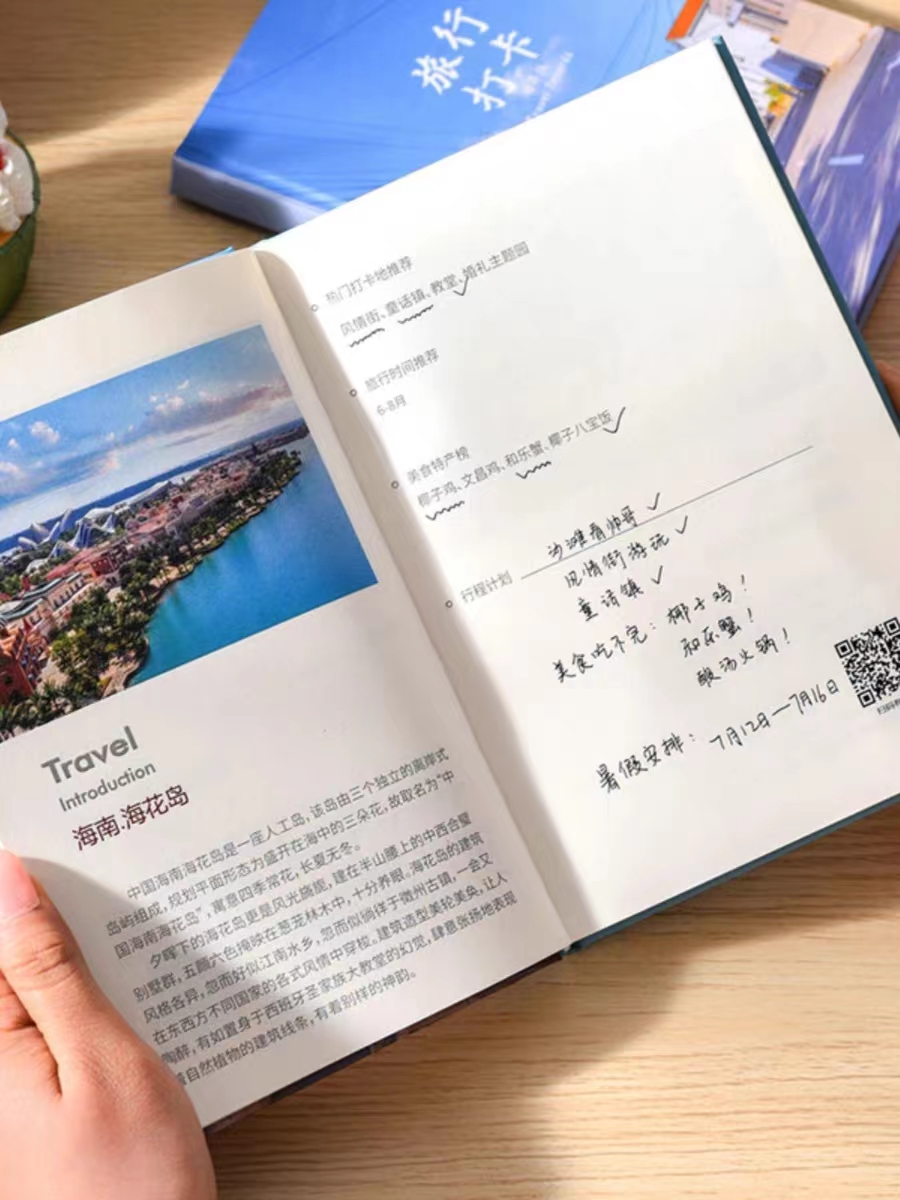 旅行
打卡
Travel
Introduction
海南.海花岛
中国海南海花岛是一座人工岛，该岛由三个独立的离岸式
岛屿组成，规划平面形态为盛开在海中的三朵花，故取名为“中
国海南海花岛”，寓意四季常花，长夏无冬。
夕晖下的海花岛更是风光旖旎，建在半山腰上的中西合璧
别墅群，五颜六色掩映在葱茏林木中，十分养眼。海花岛的建筑
风格各异，忽而好似江南水乡，忽而似徜徉于徽州古镇，一会又
在东西方不同国家的各式风情中穿梭。建筑造型美轮美奂，让人
陶醉，有如置身于西班牙圣家族大教堂的幻觉，肆意张扬地表现
着自然植物的建筑线条，有着别样的神韵。
热门打卡地推荐
风情街、童话镇、教堂、婚礼主题园
旅行时间推荐
6-8月
美食特产榜
椰子鸡、文昌鸡、和乐蟹、椰子八宝饭
行程计划
沙滩看帅哥
风情街游玩
童话镇
美食吃不完：椰子鸡！
和乐蟹！
酸汤火锅！
暑假安排：7月12日—7月16日